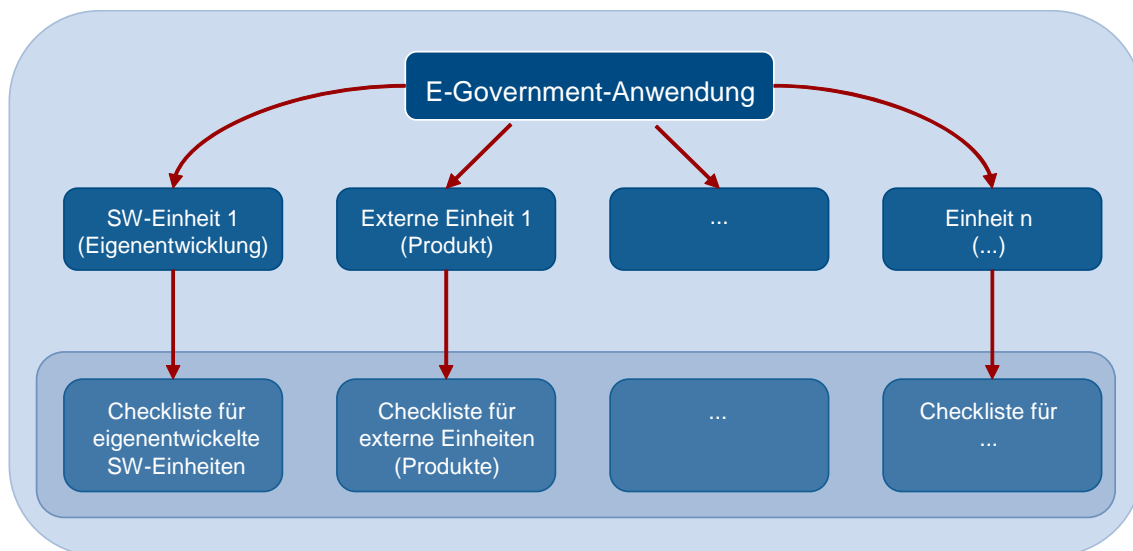 E-Government-Anwendung
SW-Einheit 1
(Eigenentwicklung)
Externe Einheit 1
(Produkt)
...
Einheit n
(...)
Checkliste für
eigenentwickelte
SW-Einheiten
Checkliste für
externe Einheiten
(Produkte)
...
Checkliste für
...